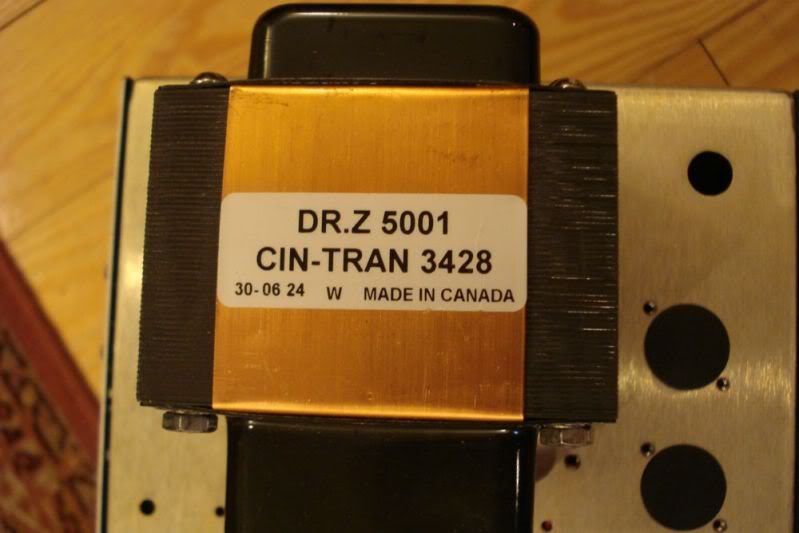 DR.Z 5001
CIN-TRAN 3428
30-06 24 W MADE IN CANADA